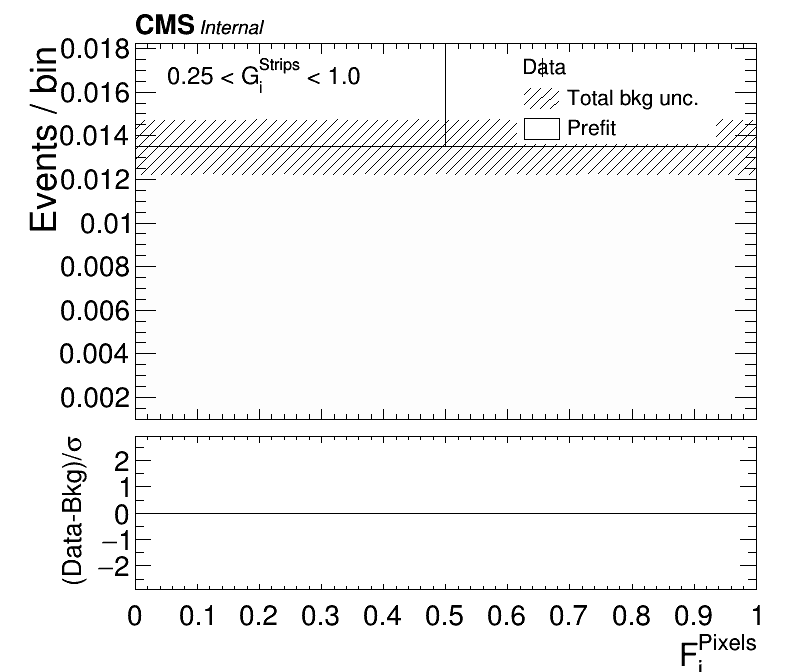 CMS Internal
Events / bin
0.018
0.016
0.014
0.012
0.01
0.008
0.006
0.004
0.002
0.25 < G_i^Strips < 1.0
Data
Total bkg unc.
Prefit
(Data-Bkg)/σ
2
1
0
−1
−2
0 0.1 0.2 0.3 0.4 0.5 0.6 0.7 0.8 0.9 1
F_i^Pixels